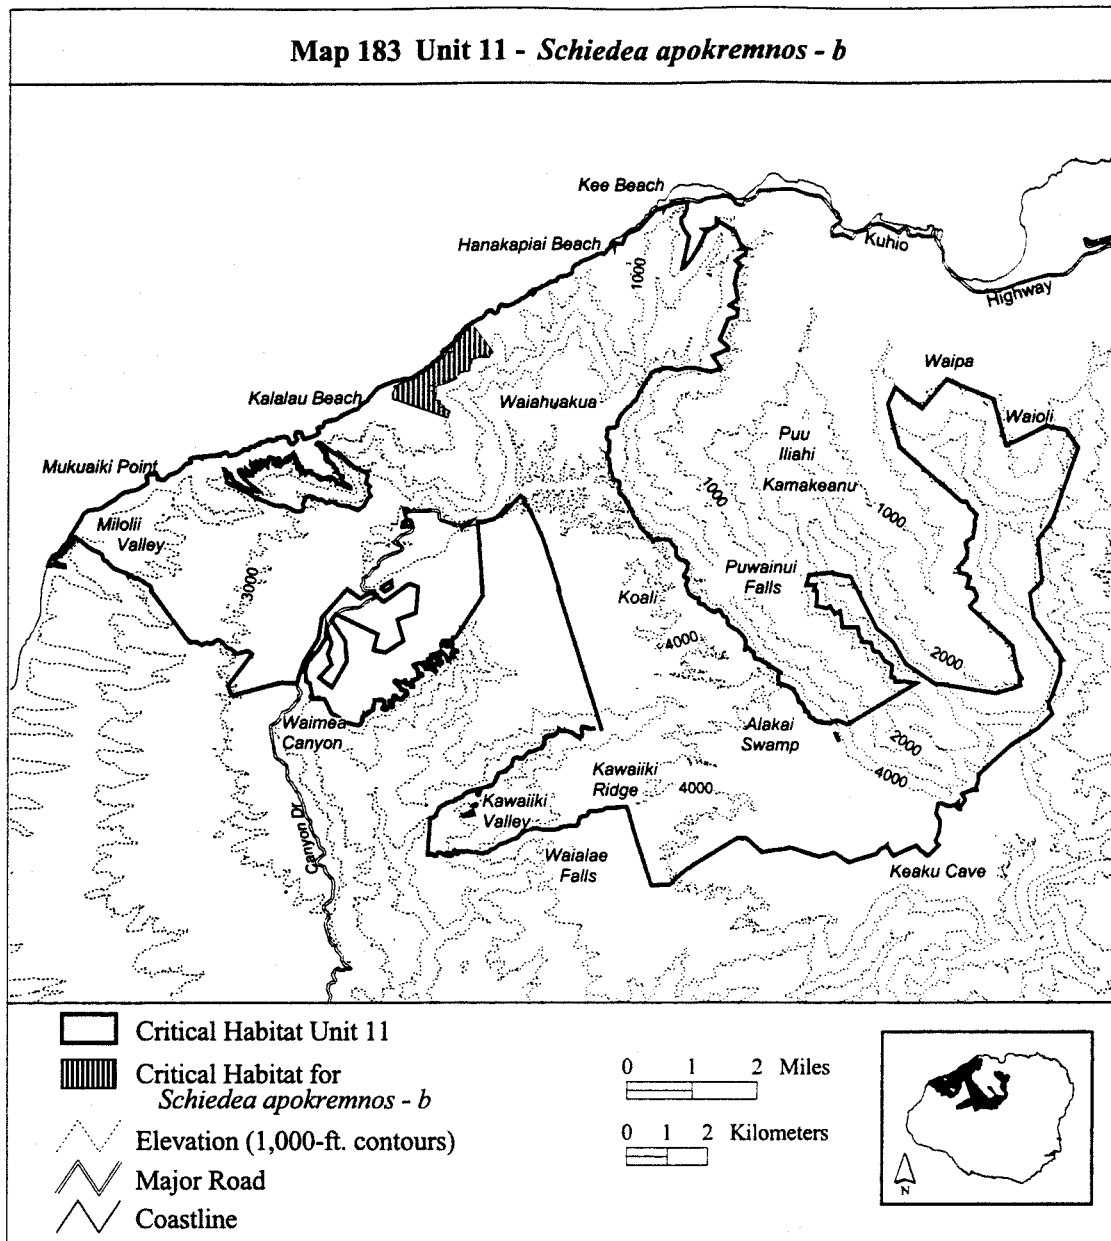 Map 183 Unit 11 - Schiedea apokremnos - b
Kee Beach
Hanakapiai Beach
Kuhio
Highway
1000
Waipa
Kalalau Beach
Waiahuakua
Waioli
Puu
Iliahi
Mukuaiki Point
Kamakeanu
1000
1000
Milolii
Valley
3000
Puwainui
Falls
Koali
4000
2000
Waimea
Canyon
Alakai
Swamp
2000
4000
Kawaiiki
Ridge
4000
Kawaiiki
Valley
Canyon Dr
Waialae
Falls
Keaku Cave
Critical Habitat Unit 11
Critical Habitat for
Schiedea apokremnos - b
Elevation (1,000-ft. contours)
Major Road
Coastline
0 1 2 Miles
0 1 2 Kilometers
N